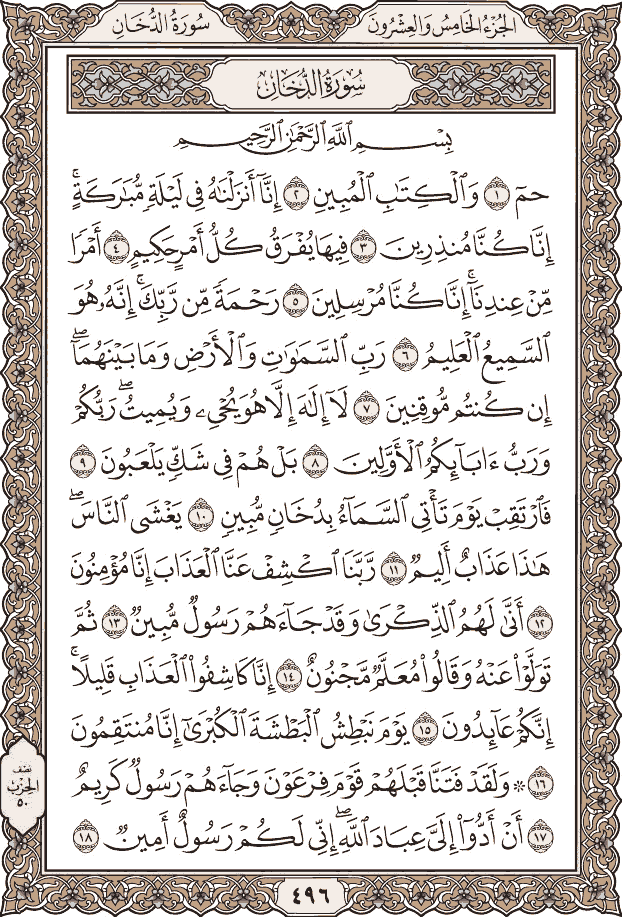 الجُزْءُ الخَامِسُ وَالعِشْرُونَ
سُورَةُ الدُّخَانِ
سُورَةُ الدُّخَانِ
بِسْمِ ٱللَّهِ ٱلرَّحْمَٰنِ ٱلرَّحِيمِ
حمٓ ١ وَٱلْكِتَٰبِ ٱلْمُبِينِ ٢ إِنَّآ أَنزَلْنَٰهُ فِى لَيْلَةٍ مُّبَٰرَكَةٍ ۚ
إِنَّا كُنَّا مُنذِرِينَ ٣ فِيهَا يُفْرَقُ كُلُّ أَمْرٍ حَكِيمٍ ٤ أَمْرًا
مِّنْ عِندِنَآ ۚ إِنَّا كُنَّا مُرْسِلِينَ ٥ رَحْمَةً مِّن رَّبِّكَ ۚ إِنَّهُۥ هُوَ
ٱلسَّمِيعُ ٱلْعَلِيمُ ٦ رَبِّ ٱلسَّمَٰوَٰتِ وَٱلْأَرْضِ وَمَا بَيْنَهُمَآ ۖ
إِن كُنتُم مُّوقِنِينَ ٧ لَآ إِلَٰهَ إِلَّا هُوَ يُحْىِۦ وَيُمِيتُ ۖ رَبُّكُمْ
وَرَبُّ ءَابَآئِكُمُ ٱلْأَوَّلِينَ ٨ بَلْ هُمْ فِى شَكٍّ يَلْعَبُونَ ٩
فَٱرْتَقِبْ يَوْمَ تَأْتِى ٱلسَّمَآءُ بِدُخَانٍ مُّبِينٍ ١٠ يَغْشَى ٱلنَّاسَ ۖ
هَٰذَا عَذَابٌ أَلِيمٌ ١١ رَّبَّنَا ٱكْشِفْ عَنَّا ٱلْعَذَابَ إِنَّا مُؤْمِنُونَ
١٢ أَنَّىٰ لَهُمُ ٱلذِّكْرَىٰ وَقَدْ جَآءَهُمْ رَسُولٌ مُّبِينٌ ١٣ ثُمَّ
تَوَلَّوْا۟ عَنْهُ وَقَالُوا۟ مُعَلَّمٌ مَّجْنُونٌ ١٤ إِنَّا كَاشِفُوا۟ ٱلْعَذَابِ قَلِيلًا ۚ
إِنَّكُمْ عَآئِدُونَ ١٥ يَوْمَ نَبْطِشُ ٱلْبَطْشَةَ ٱلْكُبْرَىٰٓ إِنَّا مُنتَقِمُونَ
١٦ ۞ وَلَقَدْ فَتَنَّا قَبْلَهُمْ قَوْمَ فِرْعَوْنَ وَجَآءَهُمْ رَسُولٌ كَرِيمٌ
١٧ أَنْ أَدُّوٓا۟ إِلَىَّ عِبَادَ ٱللَّهِ ۖ إِنِّى لَكُمْ رَسُولٌ أَمِينٌ ١٨
نصف
الحزب
٥٠
٤٩٦